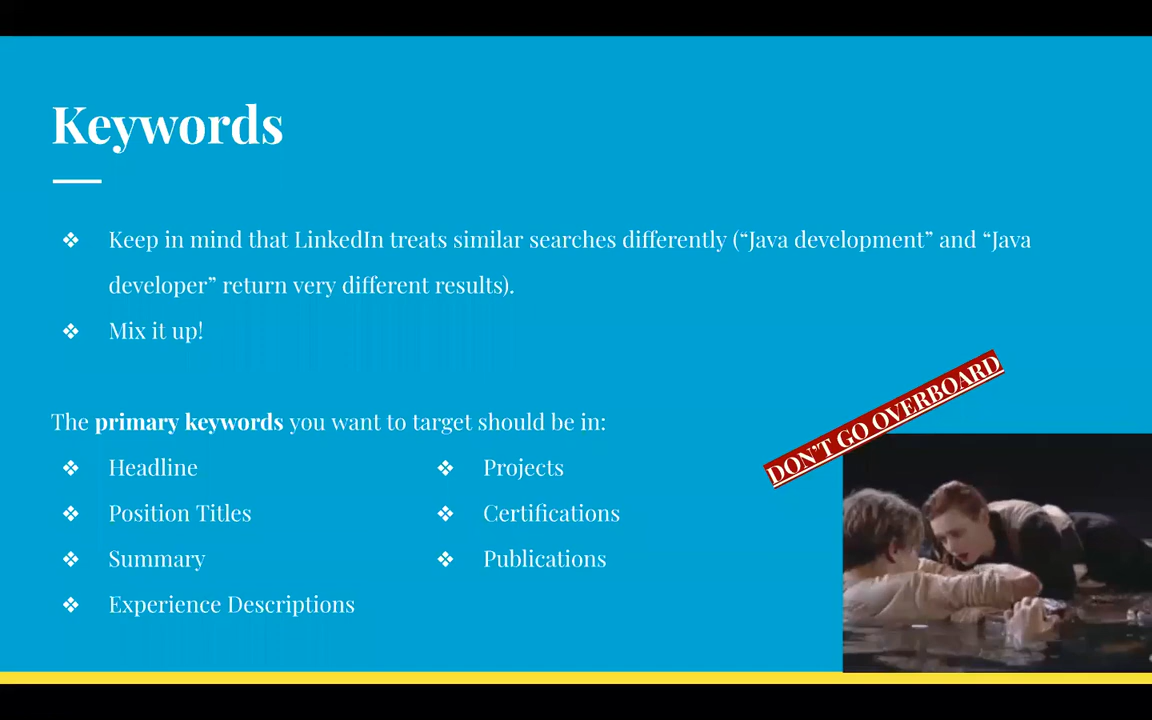 Keywords
❖ Keep in mind that LinkedIn treats similar searches differently (“Java development” and “Java
developer” return very different results).
❖ Mix it up!
The primary keywords you want to target should be in:
❖ Headline
❖ Position Titles
❖ Summary
❖ Experience Descriptions
❖ Projects
❖ Certifications
❖ Publications
DON’T GO OVERBOARD